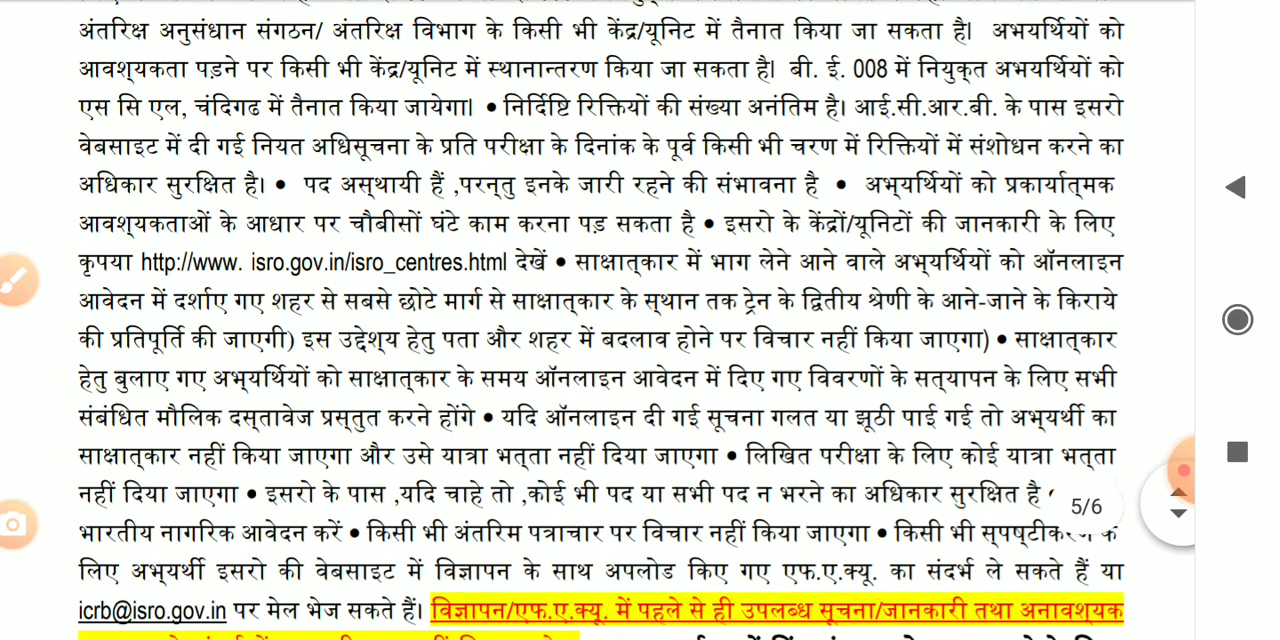 अंतरिक्ष अनुसंधान संगठन/ अंतरिक्ष विभाग के किसी भी केंद्र/यूनिट में तैनात किया जा सकता है| अभयर्थियों को
आवश्‍यकता पड़ने पर किसी भी केंद्र/यूनिट में स्थानान्तरण किया जा सकता है| बी. ई. 008 में नियुक्‍त अभयर्थियों को
एस सि एल, चंदिगढ में तैनात किया जायेगा| • निर्दिष्टि रिक्तियों की संख्या अनंतिम है। आई.सी.आर.बी. के पास इसरो
वेबसाइट में दी गई नियत अधिसूचना के प्रति परीक्षा के दिनांक के पूर्व किसी भी चरण में रिक्तियों में संशोधन करने का
अधिकार सुरक्षित है। • पद अस्‍थायी हैं ,परन्‍तु इनके जारी रहने की संभावना है • अभ्‍यर्थियों को प्रकार्यात्‍मक
आवश्‍यकताओं के आधार पर चौबीसों घंटे काम करना पड़ सकता है • इसरो के केंद्रों/यूनिटों की जानकारी के लिए
कृपया http://www. isro.gov.in/isro_centres.html देखें • साक्षात्‍कार में भाग लेने आने वाले अभ्‍यर्थियों को ऑनलाइन
आवेदन में दर्शाए गए शहर से सबसे छोटे मार्ग से साक्षात्‍कार के स्‍थान तक ट्रेन के द्वितीय श्रेणी के आने-जाने के किराये
की प्रतिपूर्ति की जाएगी) इस उद्देश्‍य हेतु पता और शहर में बदलाव होने पर विचार नहीं किया जाएगा) • साक्षात्‍कार
हेतु बुलाए गए अभ्‍यर्थियों को साक्षात्‍कार के समय ऑनलाइन आवेदन में दिए गए विवरणों के सत्‍यापन के लिए सभी
संबंधित मौलिक दस्‍तावेज प्रस्‍तुत करने होंगे • यदि ऑनलाइन दी गई सूचना गलत या झूठी पाई गई तो अभ्‍यर्थी का
साक्षात्‍कार नहीं किया जाएगा और उसे यात्रा भत्‍ता नहीं दिया जाएगा • लिखित परीक्षा के लिए कोई यात्रा भत्‍ता
नहीं दिया जाएगा • इसरो के पास ,यदि चाहे तो ,कोई भी पद या सभी पद न भरने का अधिकार सुरक्षित है
5/6
भारतीय नागरिक आवेदन करें • किसी भी अंतरिम पत्राचार पर विचार नहीं किया जाएगा • किसी भी स्‍पष्‍टीकरण के
लिए अभ्‍यर्थी इसरो की वेबसाइट में विज्ञापन के साथ अपलोड किए गए एफ.ए.क्यू. का संदर्भ ले सकते हैं या
icrb@isro.gov.in पर मेल भेज सकते हैं। विज्ञापन/एफ.ए.क्यू. में पहले से ही उपलब्ध सूचना/जानकारी तथा अनावश्‍यक